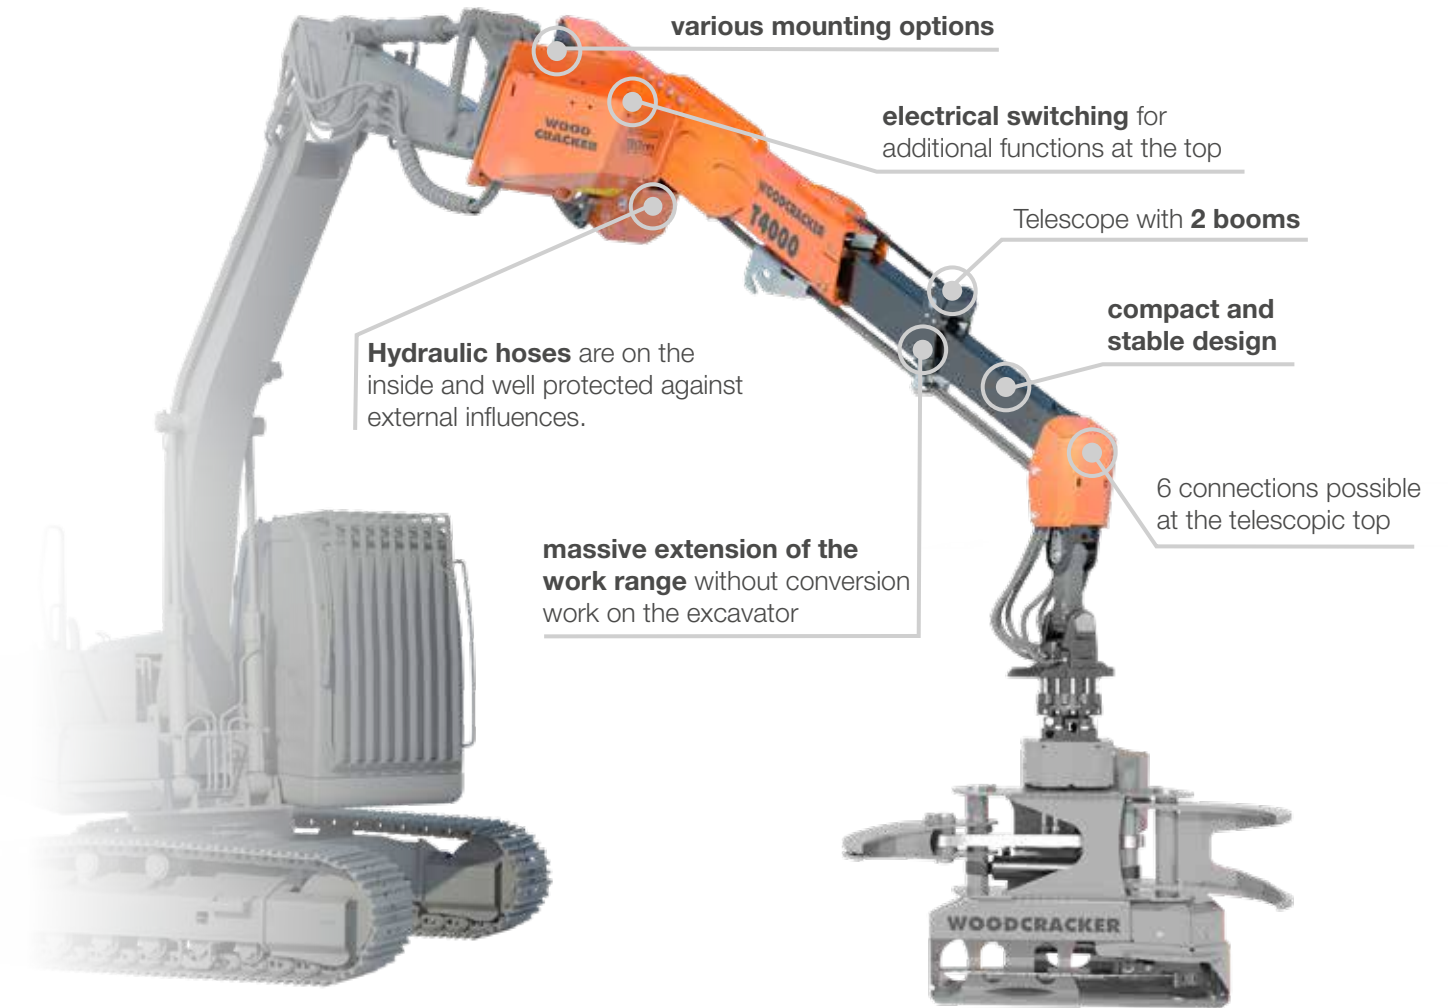 various mounting options
electrical switching for
additional functions at the top
WOOD
CRACKER
WOODCRACKER
T4000
Telescope with 2 booms
compact and
stable design
Hydraulic hoses are on the
inside and well protected against
external influences.
6 connections possible
at the telescopic top
massive extension of the
work range without conversion
work on the excavator
WOODCRACKER